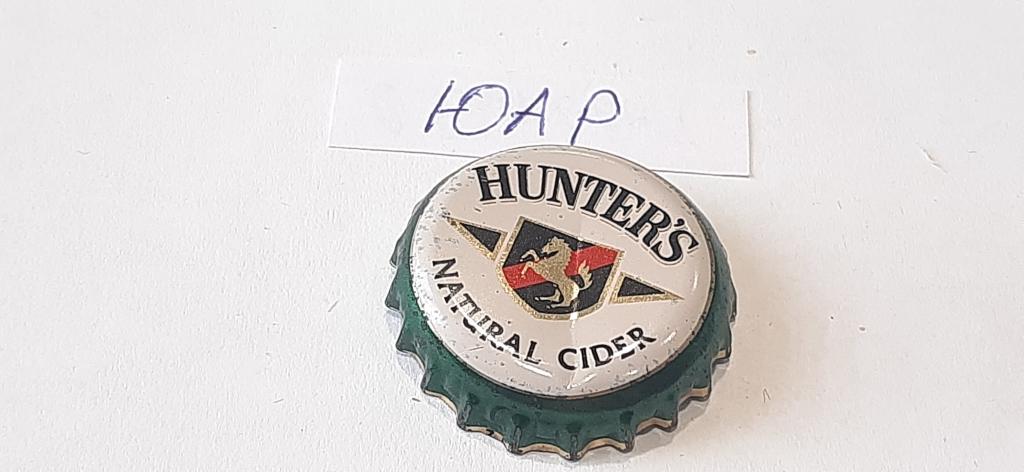 ЮАР
HUNTER'S
NATURAL CIDER